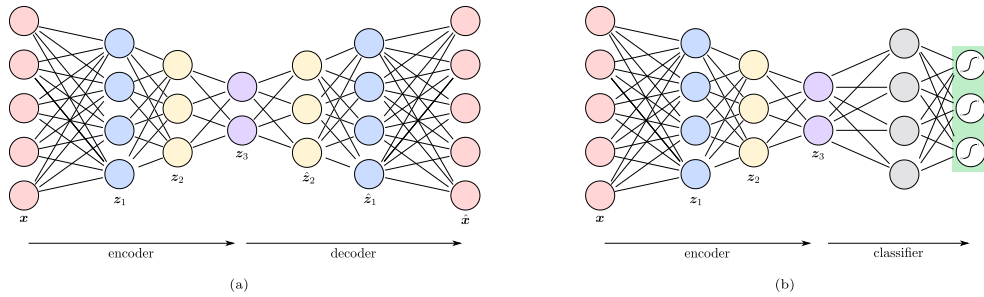 z₃ z₃
z₂ ẑ₂ z₂
z₁ ẑ₁ z₁
x x̂ x
encoder decoder encoder classifier
(a) (b)